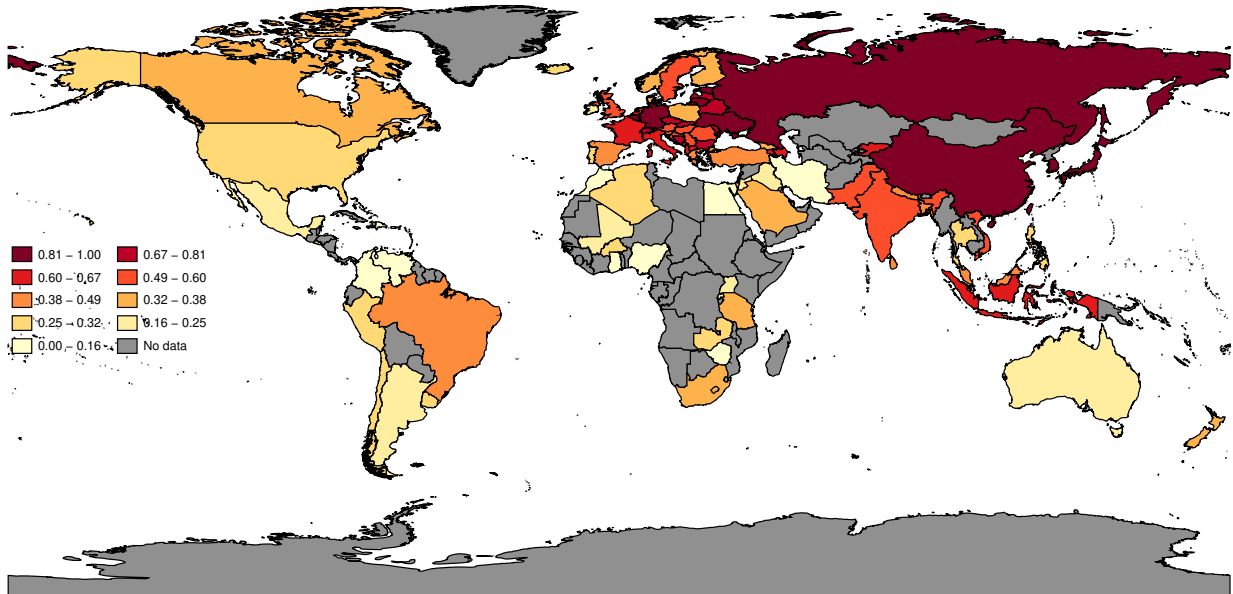 0.81 – 1.00 0.67 – 0.81
0.60 – 0.67 0.49 – 0.60
0.38 – 0.49 0.32 – 0.38
0.25 – 0.32 0.16 – 0.25
0.00 – 0.16 No data